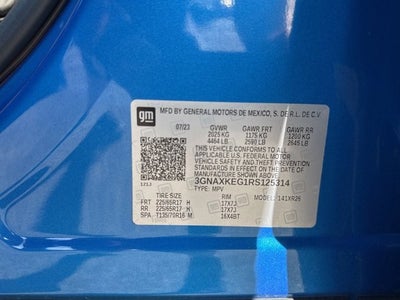 gm
MFD BY GENERAL MOTORS DE MEXICO, S. DE R.L. DE C.V.
07/23 GVWR GAWR FRT GAWR RR
2025 KG 1175 KG 1200 KG
4464 LB 2590 LB 2645 LB
THIS VEHICLE CONFORMS TO ALL
APPLICABLE U.S. FEDERAL MOTOR
VEHICLE SAFETY AND THEFT
PREVENTION STANDARDS IN EFFECT
ON THE DATE OF MANUFACTURE
SHOWN ABOVE.
3GNAXKEG1RS125314
TYPE: MPV
MODEL: 141XR26
TIRE SIZE RIM
FRT 225/65R17 H 17X7J
RR 225/65R17 H 17X7J
SPA T135/70R16 M 16X4BT